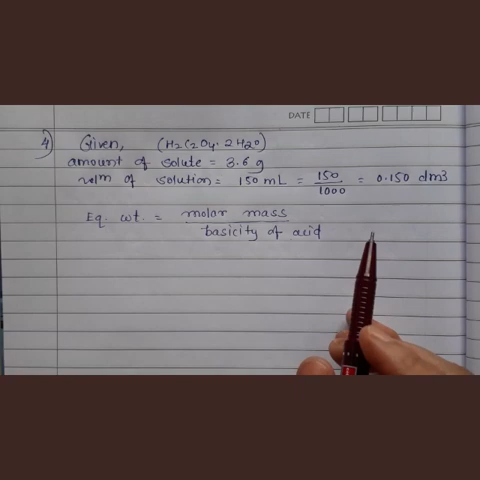 DATE
4) Given, (H2C2O4. 2H2O)
amount of solute = 3.6 g
volm of solution = 150 mL = 150/1000 = 0.150 dm3
Eq. wt. = molar mass
basicity of acid